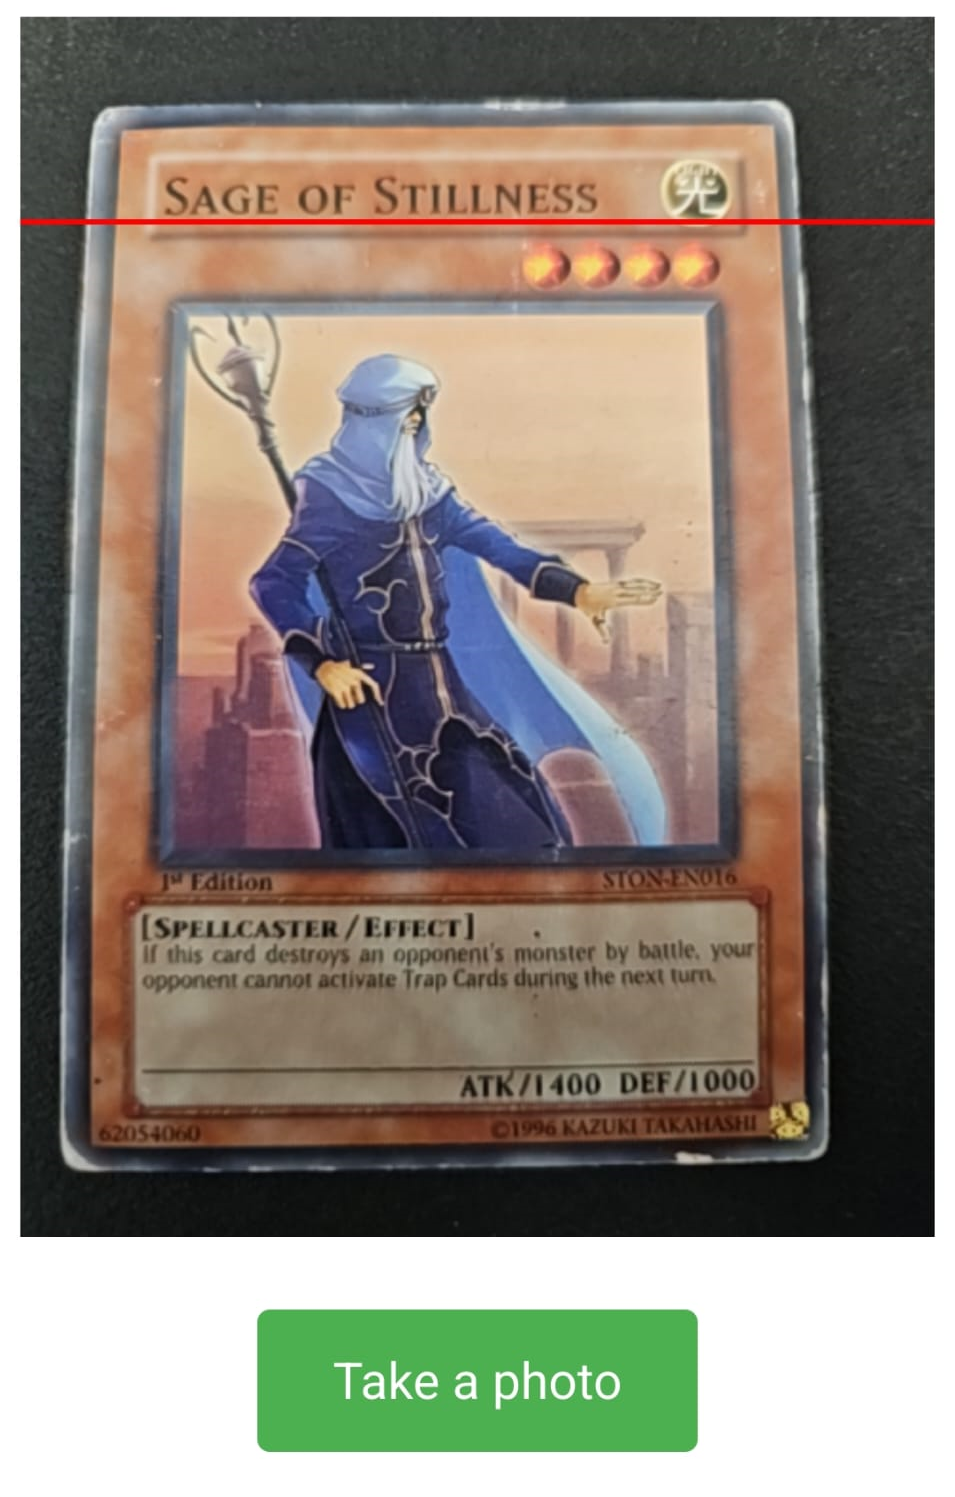 SAGE OF STILLNESS
LIGHT
光
1st Edition
STON-EN016
[SPELLCASTER / EFFECT]
If this card destroys an opponent's monster by battle, your
opponent cannot activate Trap Cards during the next turn.
ATK/1400 DEF/1000
62054060
©1996 KAZUKI TAKAHASHI
Take a photo